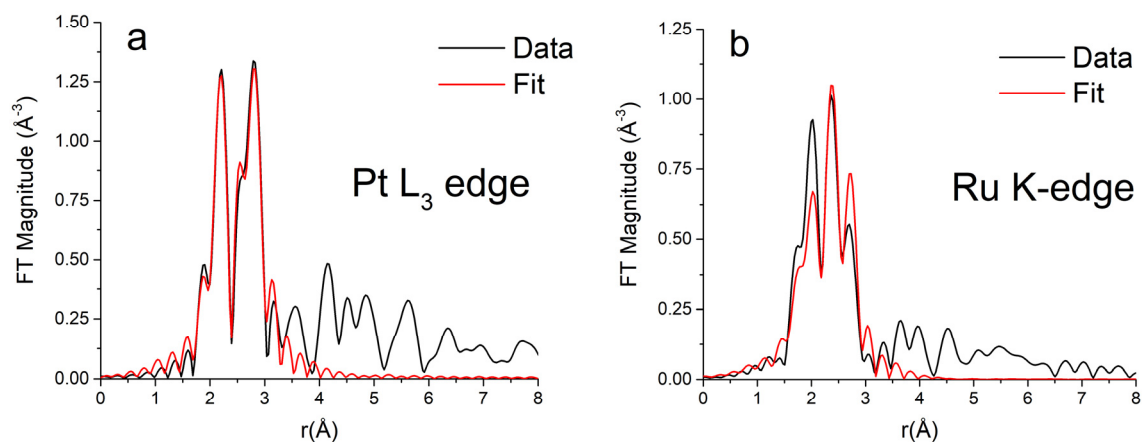 a
Data
Fit
Pt L₃ edge
FT Magnitude (Å⁻³)
1.50
1.25
1.00
0.75
0.50
0.25
0.00
0 1 2 3 4 5 6 7 8
r(Å)
b
Data
Fit
Ru K-edge
FT Magnitude (Å⁻³)
1.25
1.00
0.75
0.50
0.25
0.00
0 1 2 3 4 5 6 7 8
r(Å)